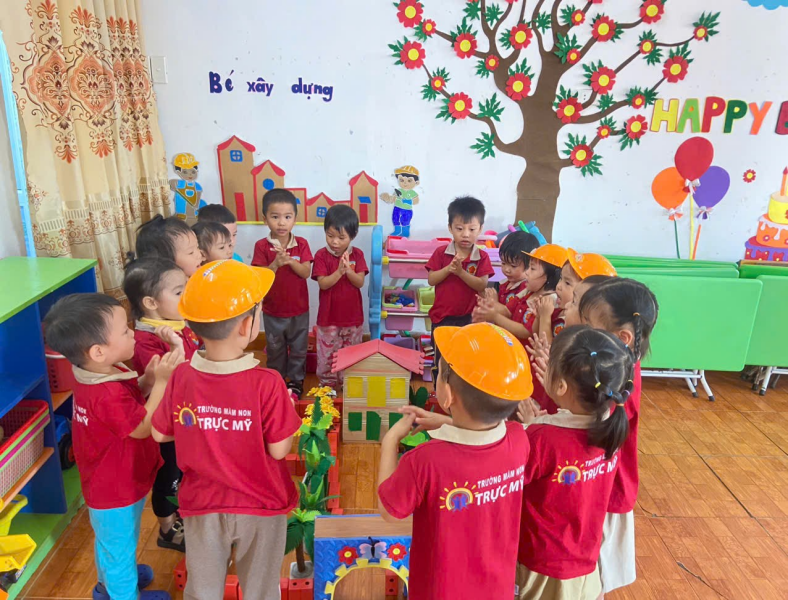 Bé xây dựng
HAPPY
TRƯỜNG MẦM NON
TRỰC MỸ
TRƯỜNG MẦM NON
TRỰC MỸ
TRỰC MỸ